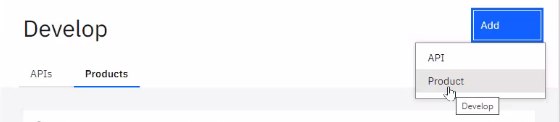 Develop
Add
API
Product
Develop
APIs
Products